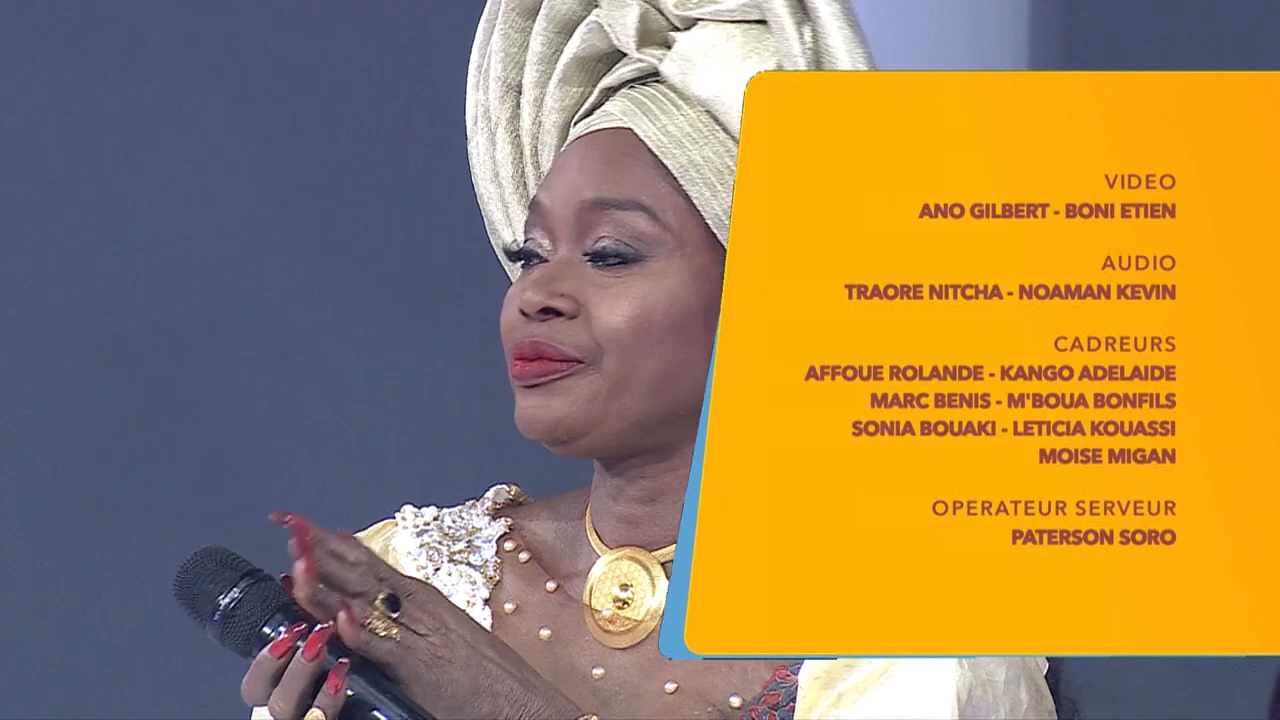 VIDEO
ANO GILBERT - BONI ETIEN
AUDIO
TRAORE NITCHA - NOAMAN KEVIN
CADREURS
AFFOUE ROLANDE - KANGO ADELAIDE
MARC BENIS - M'BOUA BONFILS
SONIA BOUAKI - LETICIA KOUASSI
MOISE MIGAN
OPERATEUR SERVEUR
PATERSON SORO